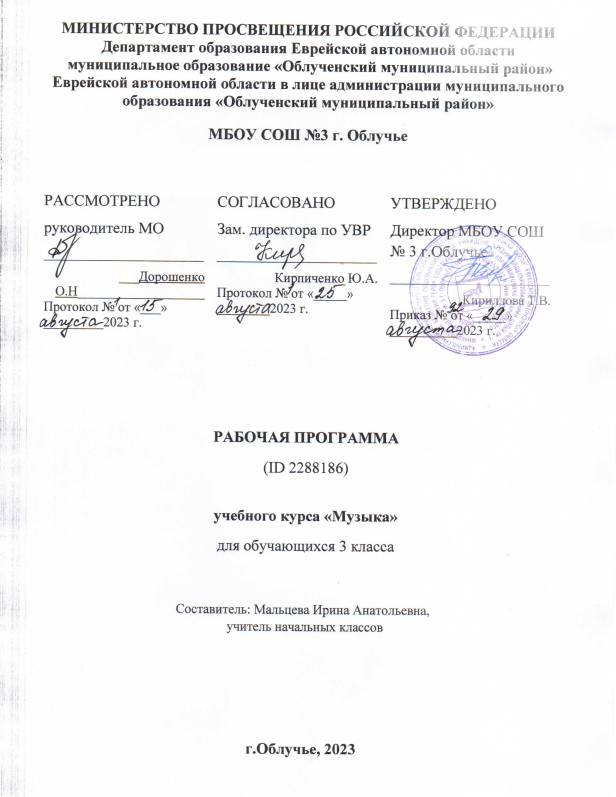 МИНИСТЕРСТВО ПРОСВЕЩЕНИЯ РОССИЙСКОЙ ФЕДЕРАЦИИ
Департамент образования Еврейской автономной области
муниципальное образование «Облученский муниципальный район»
Еврейской автономной области в лице администрации муниципального
образования «Облученский муниципальный район»
МБОУ СОШ №3 г. Облучье
РАССМОТРЕНО
руководитель МО
Дорошенко
О.Н
Протокол №1 от «15»
августа 2023 г.
СОГЛАСОВАНО
Зам. директора по УВР
Кирпиченко Ю.А.
Протокол №1 от «25»
августа 2023 г.
УТВЕРЖДЕНО
Директор МБОУ СОШ
№ 3 г.Облучье
Кириллова Т.В.
Приказ № 92 от «29»
августа 2023 г.
РАБОЧАЯ ПРОГРАММА
(ID 2288186)
учебного курса «Музыка»
для обучающихся 3 класса
Составитель: Мальцева Ирина Анатольевна,
учитель начальных классов
г.Облучье, 2023